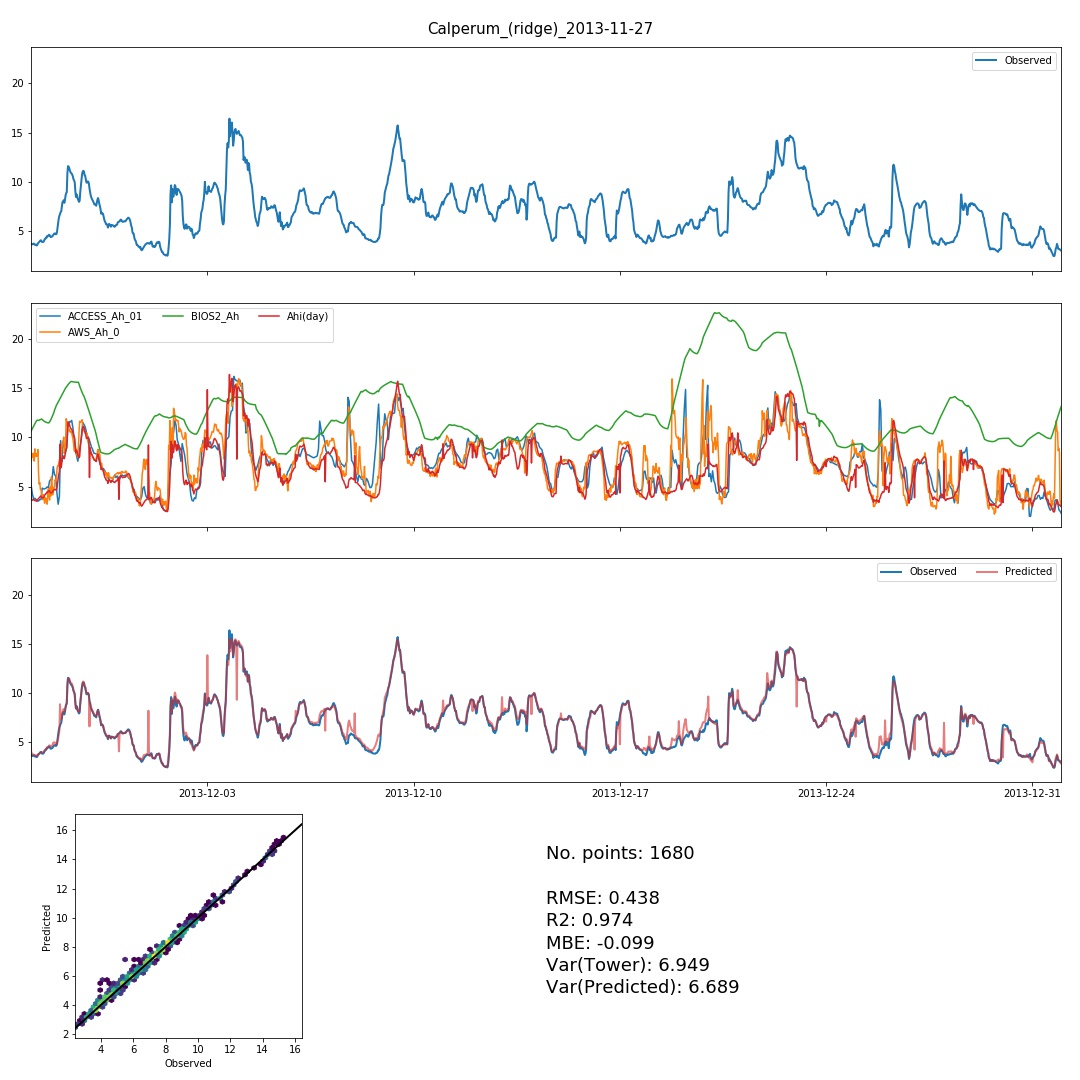 Calperum_(ridge)_2013-11-27
Observed
20
15
10
5
ACCESS_Ah_01 BIOS2_Ah Ahi(day)
AWS_Ah_0
20
15
10
5
Observed Predicted
20
15
10
5
2013-12-03 2013-12-10 2013-12-17 2013-12-24 2013-12-31
16
14
12
10
8
6
4
2
Predicted
4 6 8 10 12 14 16
Observed
No. points: 1680
RMSE: 0.438
R2: 0.974
MBE: -0.099
Var(Tower): 6.949
Var(Predicted): 6.689